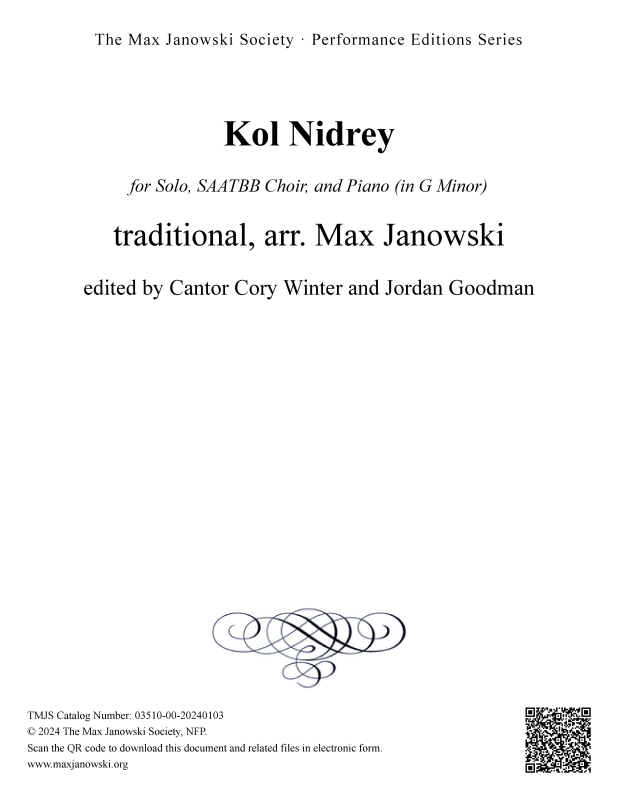 The Max Janowski Society · Performance Editions Series
Kol Nidrey
for Solo, SAATBB Choir, and Piano (in G Minor)
traditional, arr. Max Janowski
edited by Cantor Cory Winter and Jordan Goodman
TMJS Catalog Number: 03510-00-20240103
© 2024 The Max Janowski Society, NFP.
Scan the QR code to download this document and related files in electronic form.
www.maxjanowski.org